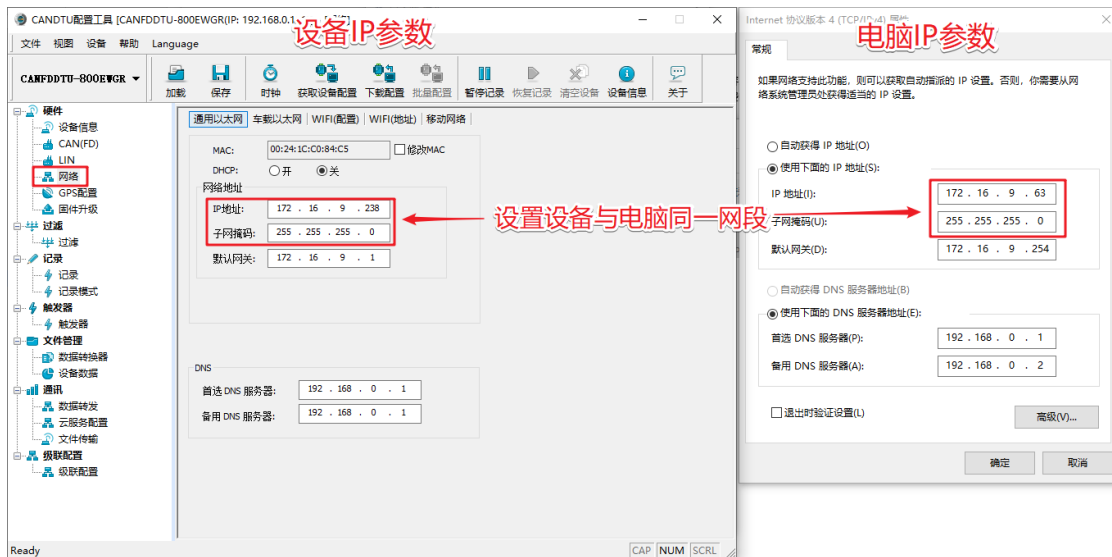 CANDTU配置工具 [CANFDDTU-800EWGR(IP: 192.168.0.1
设备IP参数
文件 视图 设备 帮助 Language
CANFDDTU-800EWGR
加载 保存 时钟 获取设备配置 下载配置 批量配置 暂停记录 恢复记录 清空设备 设备信息 关于
硬件
设备信息
CAN(FD)
LIN
网络
GPS配置
固件升级
过滤
过滤
记录
记录
记录模式
触发器
触发器
文件管理
数据转换器
设备数据
通讯
数据转发
云服务配置
文件传输
级联配置
级联配置
通用以太网 车载以太网 WIFI(配置) WIFI(地址) 移动网络
MAC: 00:24:1C:C0:84:C5 修改MAC
DHCP: 开 关
网络地址
IP地址: 172 . 16 . 9 . 238
子网掩码: 255 . 255 . 255 . 0
默认网关: 172 . 16 . 9 . 1
DNS
首选 DNS 服务器: 192 . 168 . 0 . 1
备用 DNS 服务器: 192 . 168 . 0 . 1
Ready
CAP NUM SCRL
设置设备与电脑同一网段
Internet 协议版本 4 (TCP/IPv4) 属性
电脑IP参数
常规
如果网络支持此功能，则可以获取自动指派的 IP 设置。否则，你需要从网
络系统管理员处获得适当的 IP 设置。
自动获得 IP 地址(O)
使用下面的 IP 地址(S):
IP 地址(I): 172 . 16 . 9 . 63
子网掩码(U): 255 . 255 . 255 . 0
默认网关(D): 172 . 16 . 9 . 254
自动获得 DNS 服务器地址(B)
使用下面的 DNS 服务器地址(E):
首选 DNS 服务器(P): 192 . 168 . 0 . 1
备用 DNS 服务器(A): 192 . 168 . 0 . 2
退出时验证设置(L)
高级(V)...
确定 取消